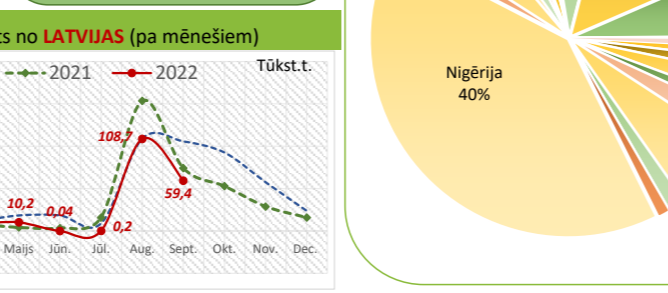 ts no LATVIJAS (pa mēnešiem)
2021 2022 Tūkst.t.
108,7
59,4
10,2 0,04 0,2
Maijs Jūn. Jūl. Aug. Sept. Okt. Nov. Dec.
Nigērija
40%